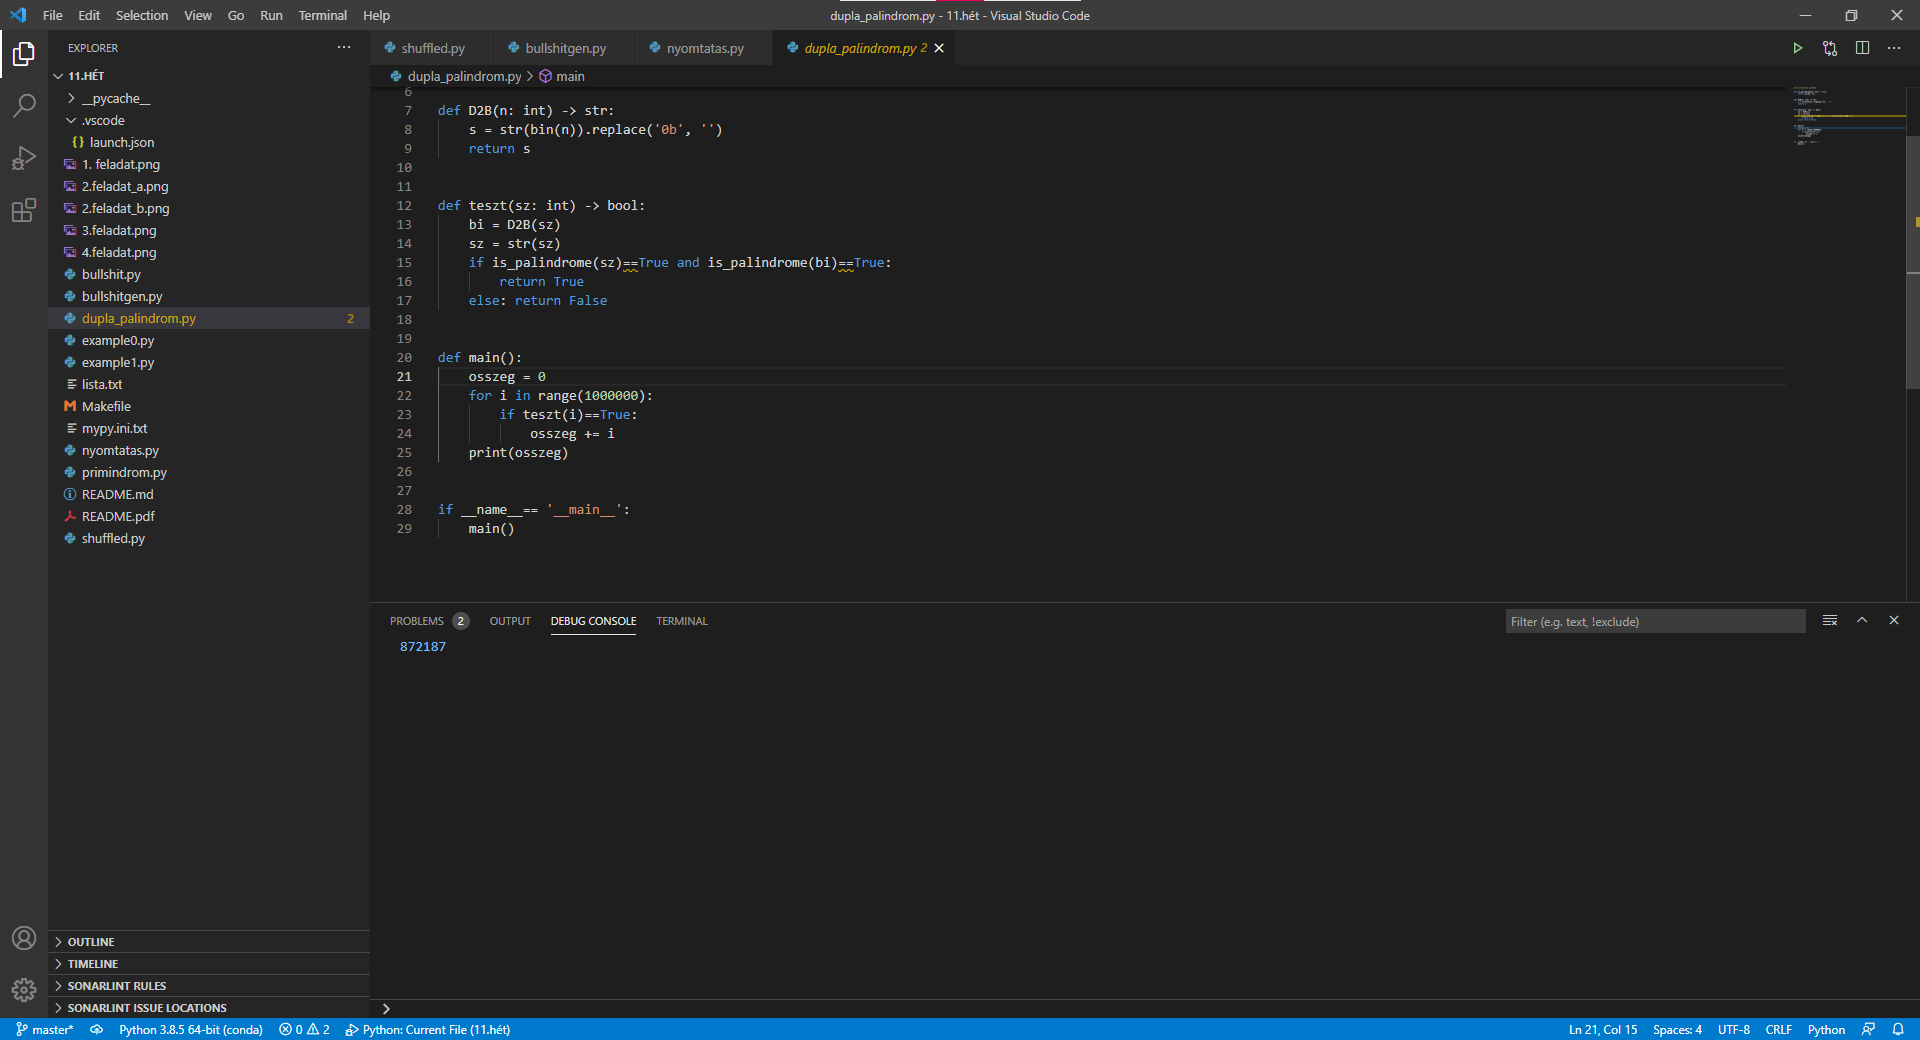 File Edit Selection View Go Run Terminal Help
dupla_palindrom.py - 11.hét - Visual Studio Code
EXPLORER
11.HÉT
__pycache__
.vscode
launch.json
1. feladat.png
2.feladat_a.png
2.feladat_b.png
3.feladat.png
4.feladat.png
bullshit.py
bullshitgen.py
dupla_palindrom.py 2
example0.py
example1.py
lista.txt
Makefile
mypy.ini.txt
nyomtatas.py
primindrom.py
README.md
README.pdf
shuffled.py
OUTLINE
TIMELINE
SONARLINT RULES
SONARLINT ISSUE LOCATIONS
shuffled.py bullshitgen.py nyomtatas.py dupla_palindrom.py 2
dupla_palindrom.py > main
6
7 def D2B(n: int) -> str:
8 s = str(bin(n)).replace('0b', '')
9 return s
10
11
12 def teszt(sz: int) -> bool:
13 bi = D2B(sz)
14 sz = str(sz)
15 if is_palindrome(sz)==True and is_palindrome(bi)==True:
16 return True
17 else: return False
18
19
20 def main():
21 osszeg = 0
22 for i in range(1000000):
23 if teszt(i)==True:
24 osszeg += i
25 print(osszeg)
26
27
28 if __name__== '__main__':
29 main()
PROBLEMS 2 OUTPUT DEBUG CONSOLE TERMINAL
Filter (e.g. text, !exclude)
872187
master* Python 3.8.5 64-bit (conda) 0 2 Python: Current File (11.hét)
Ln 21, Col 15 Spaces: 4 UTF-8 CRLF Python